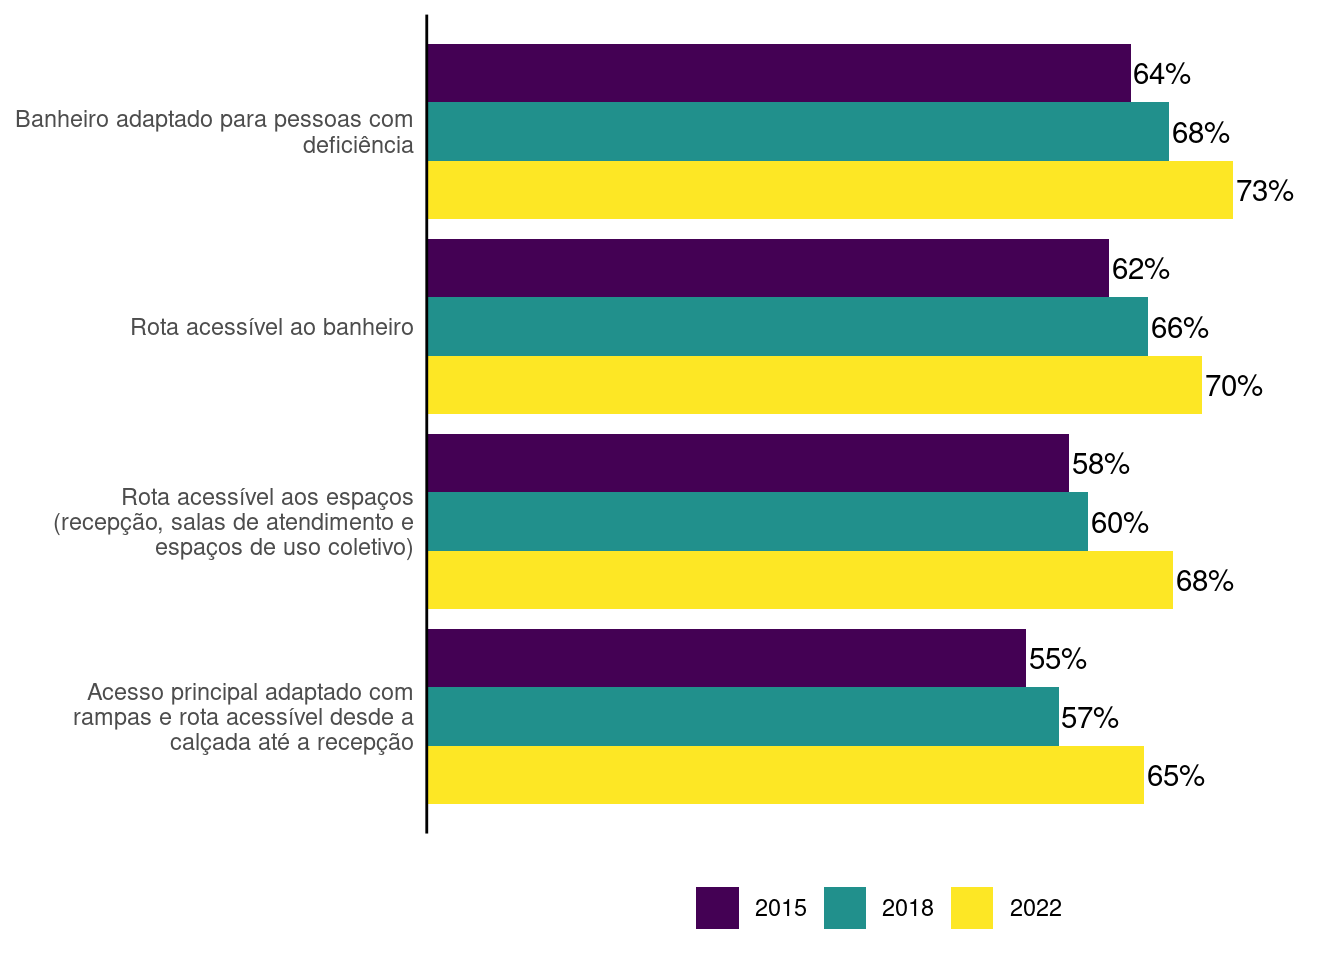 64%
Banheiro adaptado para pessoas com
deficiência
68%
73%
62%
Rota acessível ao banheiro
66%
70%
58%
Rota acessível aos espaços
(recepção, salas de atendimento e
espaços de uso coletivo)
60%
68%
55%
Acesso principal adaptado com
rampas e rota acessível desde a
calçada até a recepção
57%
65%
2015 2018 2022